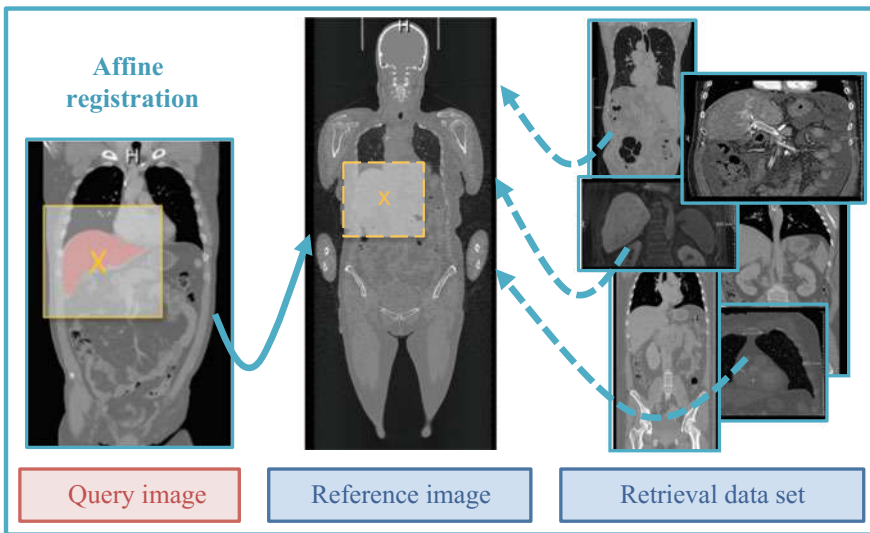 Affine
registration
H
X
H
X
H
Query image
Reference image
Retrieval data set